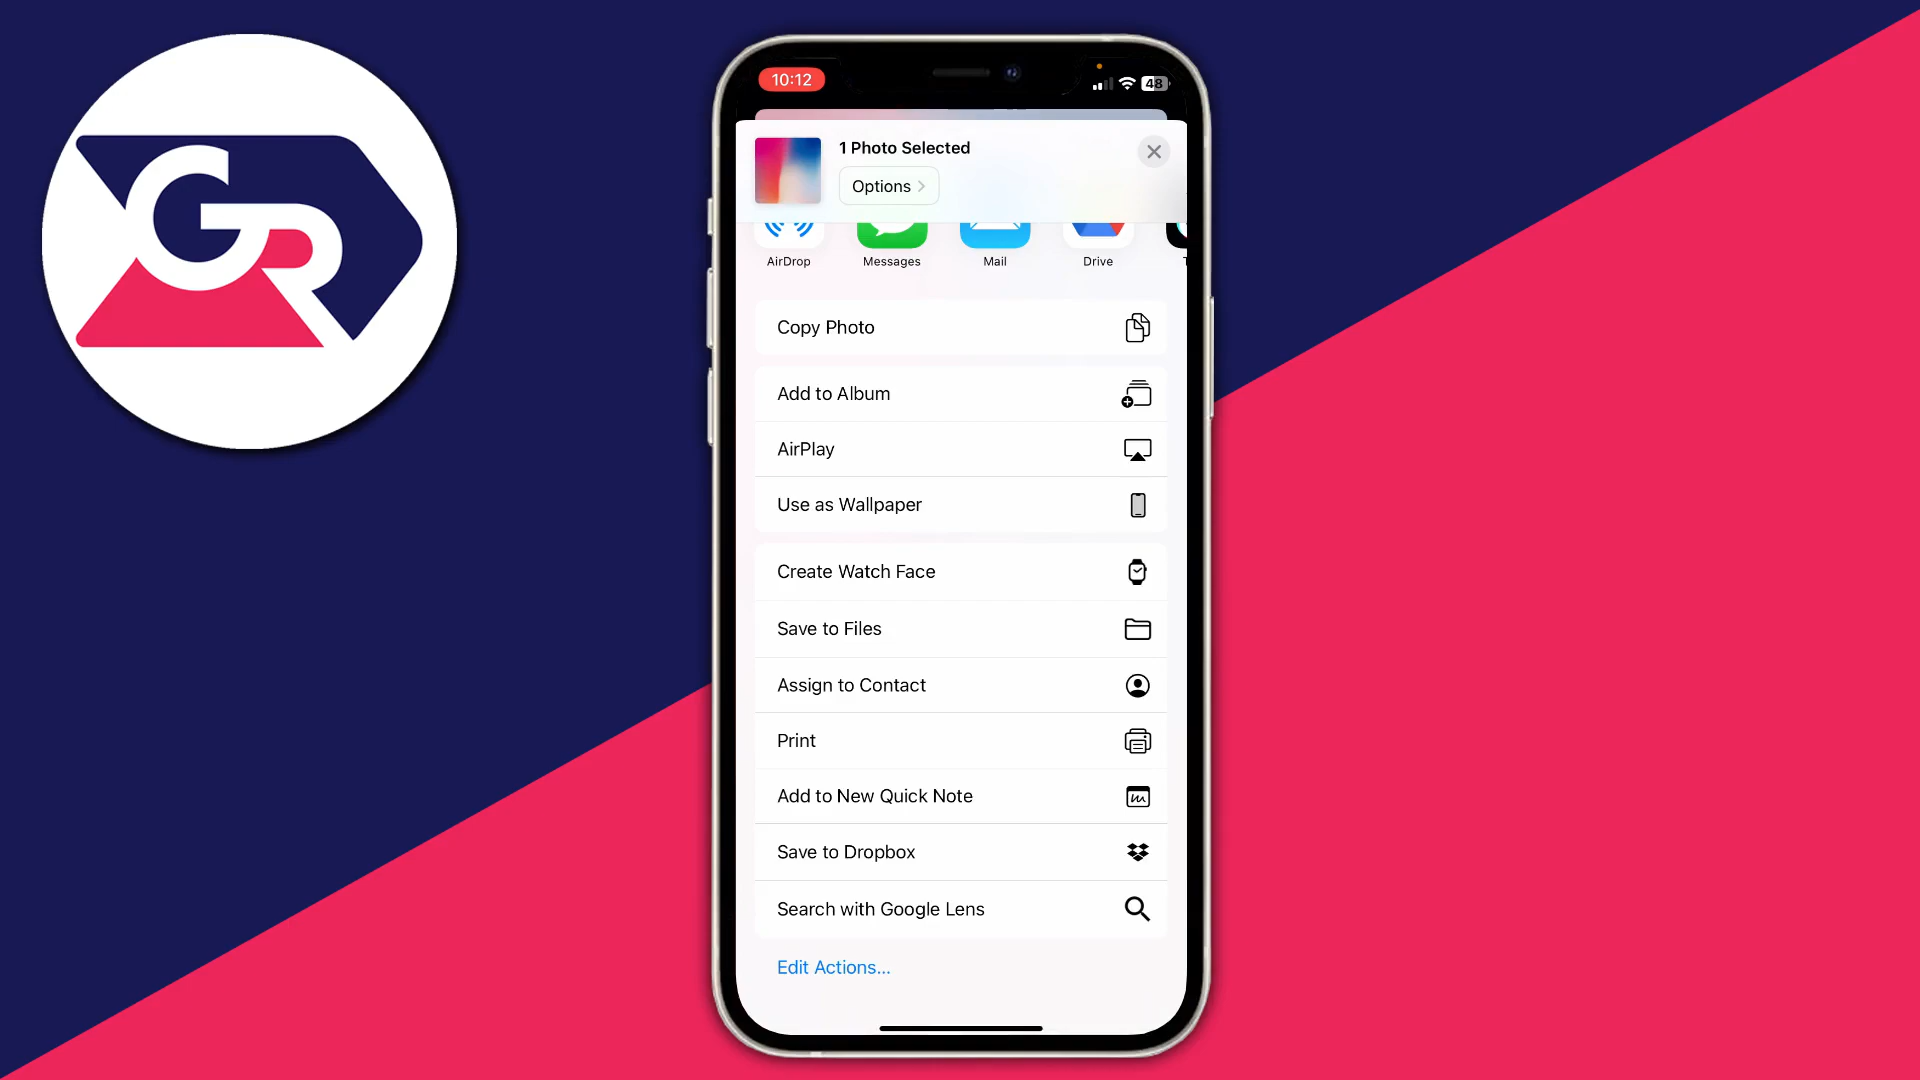 GR
10:12
48
1 Photo Selected
Options
AirDrop
Messages
Mail
Drive
Copy Photo
Add to Album
AirPlay
Use as Wallpaper
Create Watch Face
Save to Files
Assign to Contact
Print
Add to New Quick Note
Save to Dropbox
Search with Google Lens
Edit Actions...